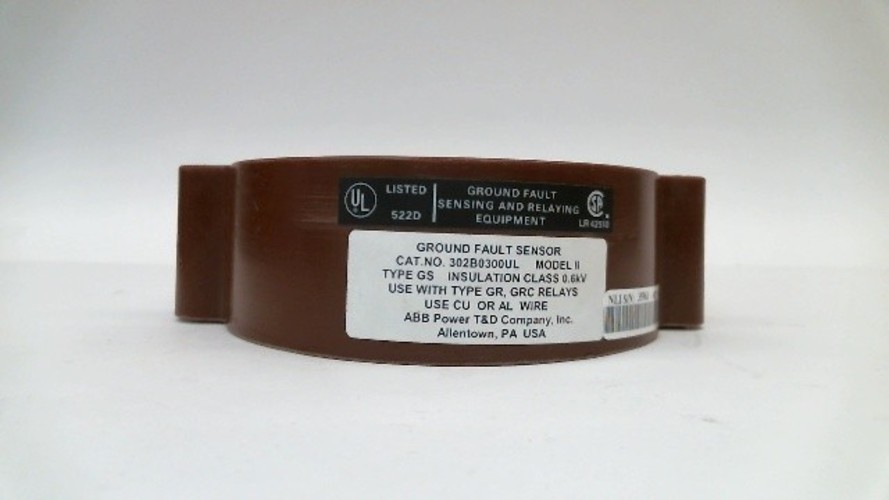 UL LISTED
522D
GROUND FAULT
SENSING AND RELAYING
EQUIPMENT
GROUND FAULT SENSOR
CAT.NO. 302B0300UL MODEL II
TYPE GS INSULATION CLASS 0.6kV
USE WITH TYPE GR, GRC RELAYS
USE CU OR AL WIRE
ABB Power T&D Company, Inc.
Allentown, PA USA
NLI S/N: